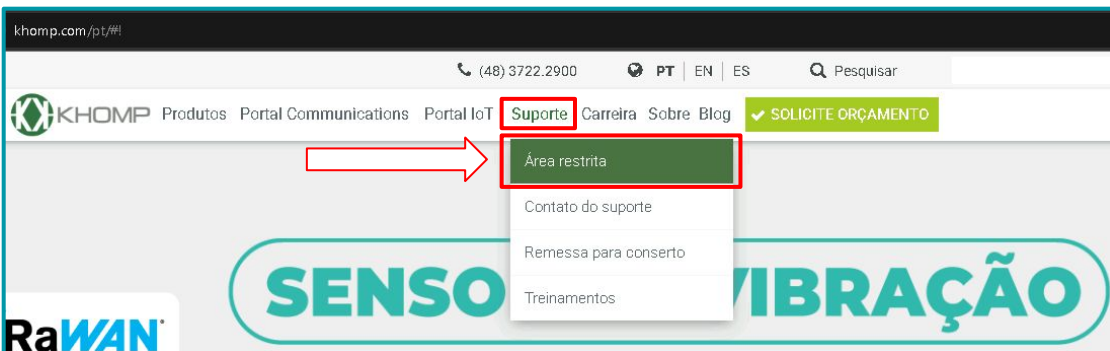 khomp.com/pt/#!
(48) 3722.2900 PT | EN | ES Pesquisar
KHOMP Produtos Portal Communications Portal IoT Suporte Carreira Sobre Blog SOLICITE ORÇAMENTO
Área restrita
Contato do suporte
Remessa para conserto
Treinamentos
SENSO IBRAÇÃO
RaWAN